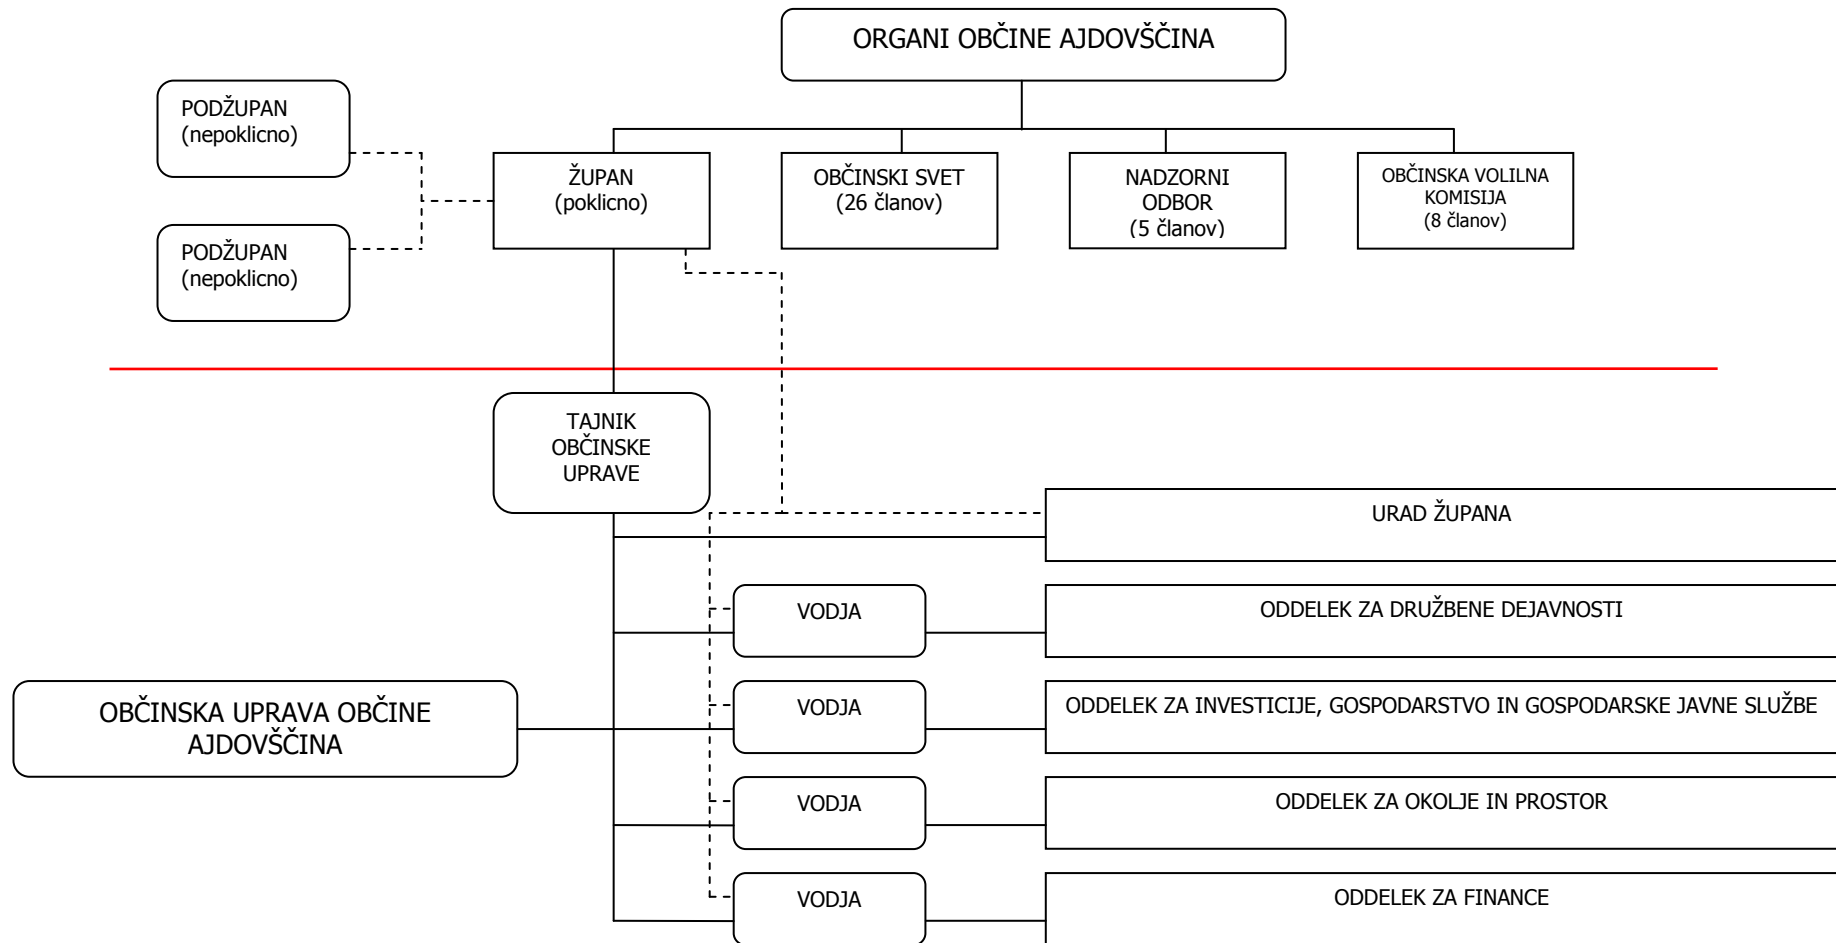 ORGANI OBČINE AJDOVŠČINA
PODŽUPAN
(nepoklicno)
PODŽUPAN
(nepoklicno)
ŽUPAN
(poklicno)
OBČINSKI SVET
(26 članov)
NADZORNI
ODBOR
(5 članov)
OBČINSKA VOLILNA
KOMISIJA
(8 članov)
TAJNIK
OBČINSKE
UPRAVE
URAD ŽUPANA
VODJA
ODDELEK ZA DRUŽBENE DEJAVNOSTI
OBČINSKA UPRAVA OBČINE
AJDOVŠČINA
VODJA
ODDELEK ZA INVESTICIJE, GOSPODARSTVO IN GOSPODARSKE JAVNE SLUŽBE
VODJA
ODDELEK ZA OKOLJE IN PROSTOR
VODJA
ODDELEK ZA FINANCE